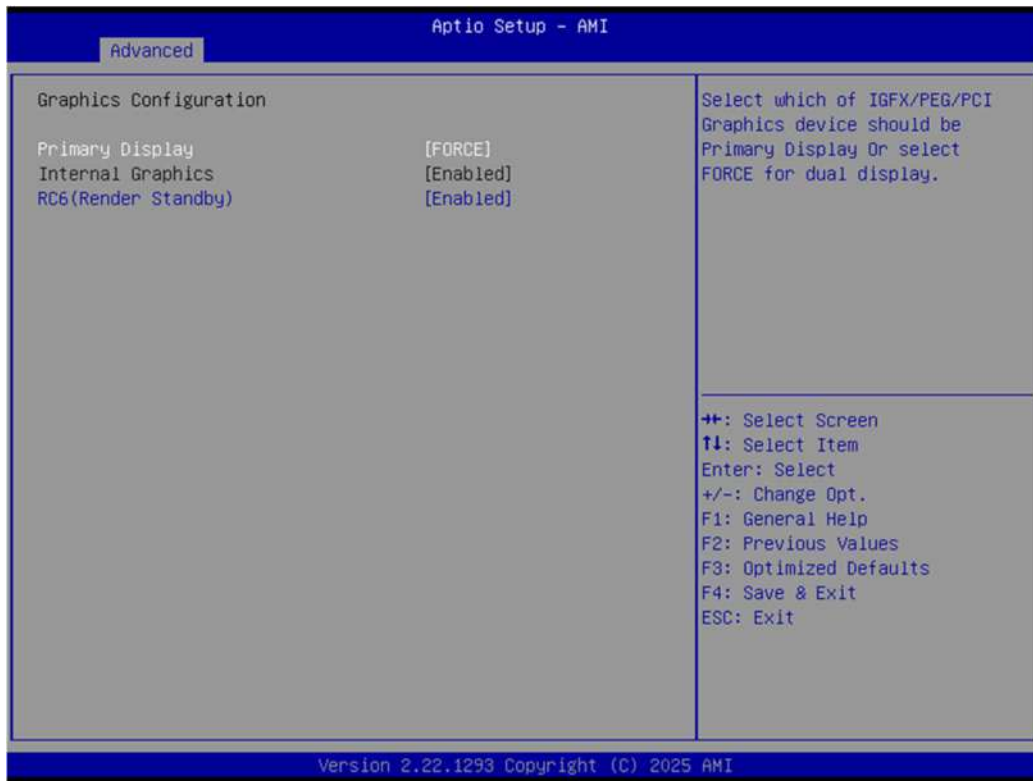 Aptio Setup - AMI
Advanced
Graphics Configuration
Primary Display [FORCE]
Internal Graphics [Enabled]
RC6(Render Standby) [Enabled]
Select which of IGFX/PEG/PCI
Graphics device should be
Primary Display Or select
FORCE for dual display.
→←: Select Screen
↑↓: Select Item
Enter: Select
+/-: Change Opt.
F1: General Help
F2: Previous Values
F3: Optimized Defaults
F4: Save & Exit
ESC: Exit
Version 2.22.1293 Copyright (C) 2025 AMI